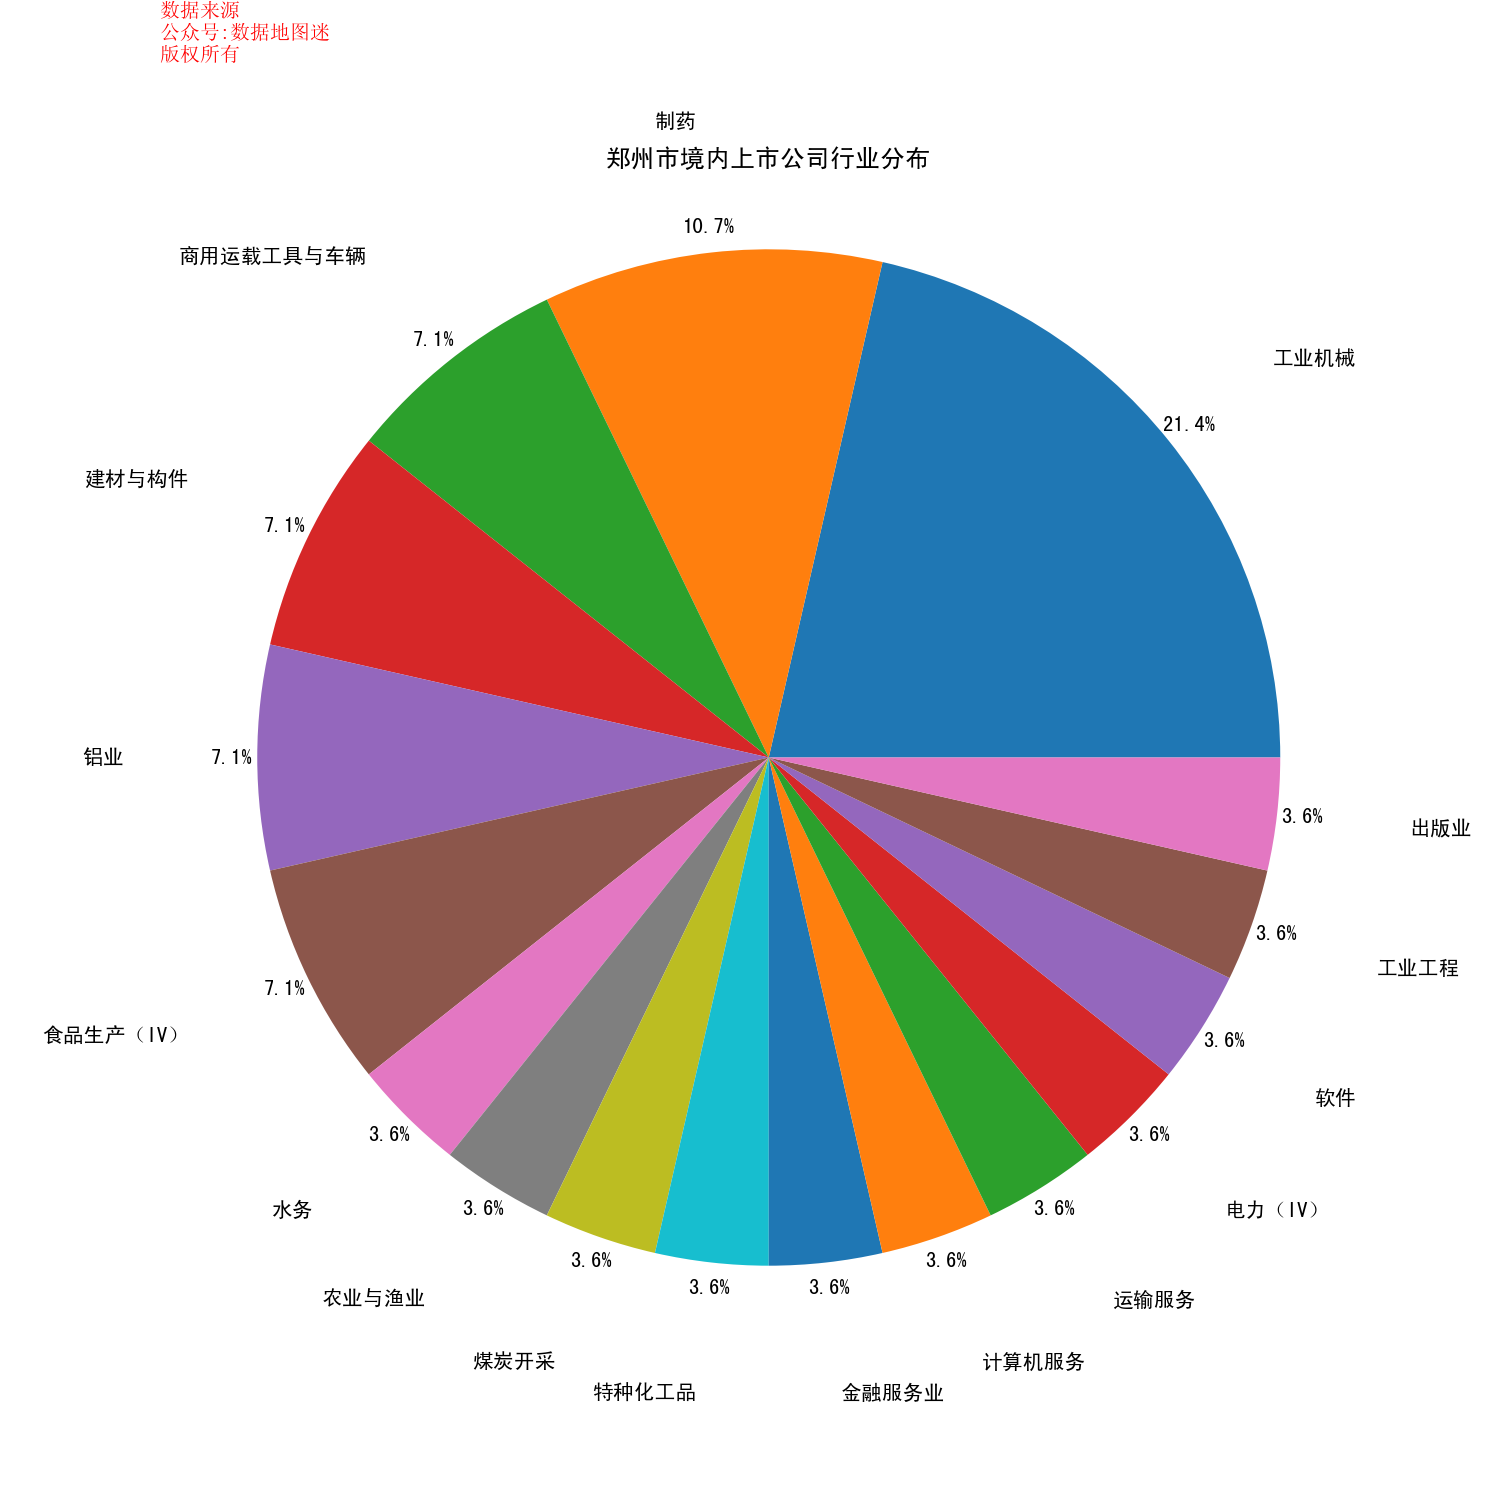 数据来源
公众号:数据地图迷
版权所有
制药
郑州市境内上市公司行业分布
10.7%
商用运载工具与车辆
7.1%
工业机械
21.4%
建材与构件
7.1%
铝业
7.1%
出版业
3.6%
工业工程
3.6%
食品生产（IV）
7.1%
软件
3.6%
水务
3.6%
电力（IV）
3.6%
农业与渔业
3.6%
运输服务
3.6%
煤炭开采
3.6%
计算机服务
3.6%
特种化工品
3.6%
金融服务业
3.6%